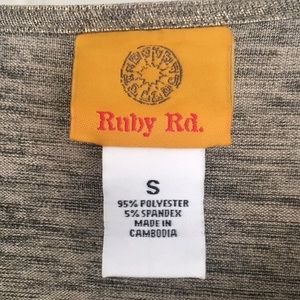 Ruby Rd.
S
95% POLYESTER
5% SPANDEX
MADE IN
CAMBODIA